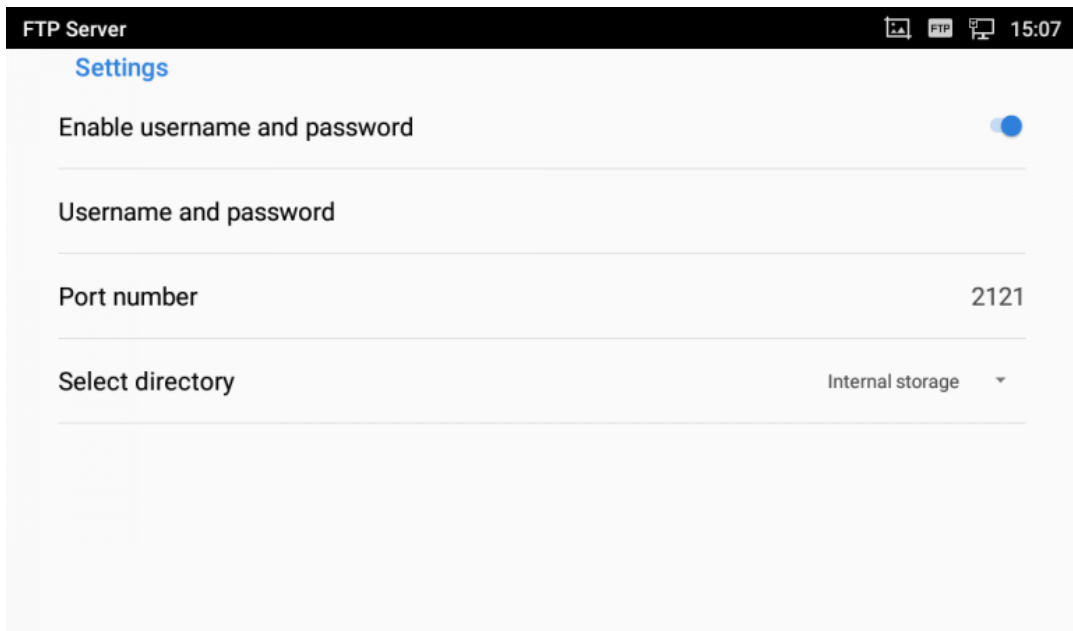 FTP Server FTP 15:07
Settings
Enable username and password
Username and password
Port number 2121
Select directory Internal storage